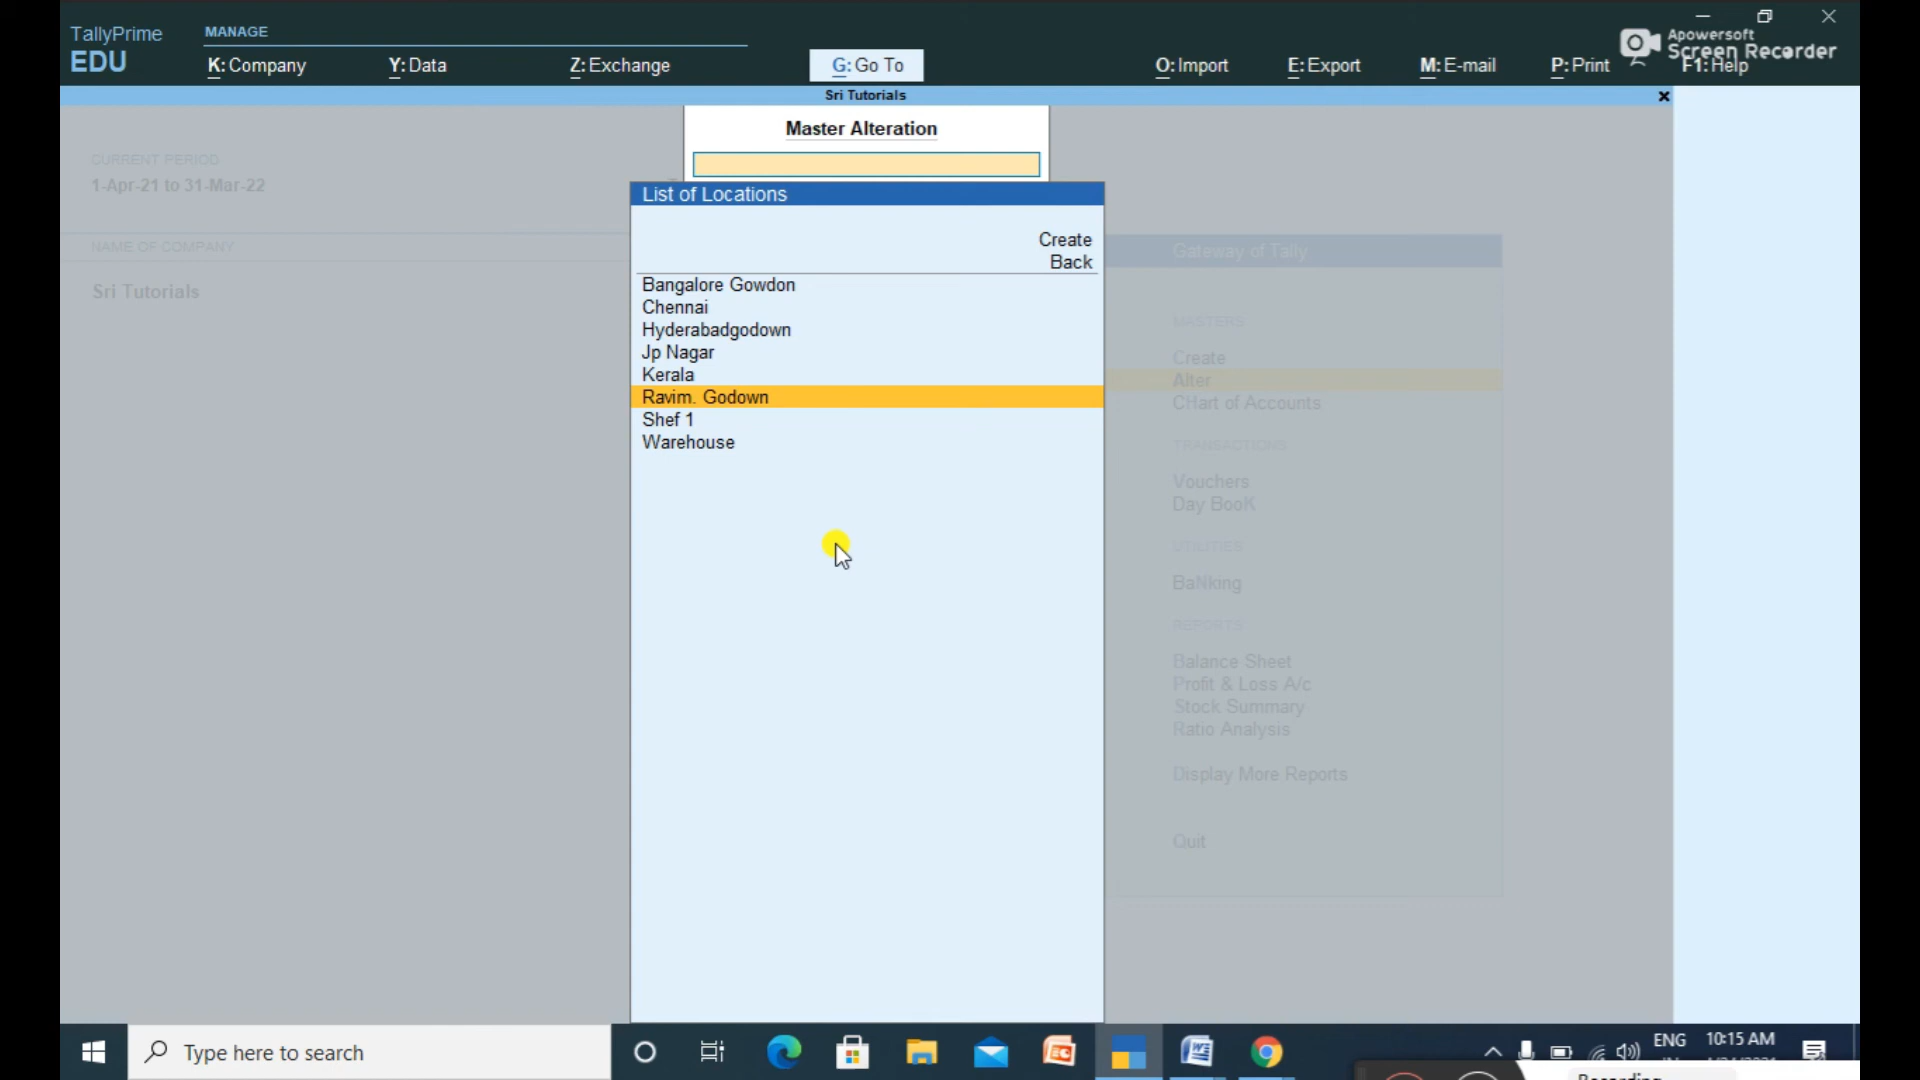 TallyPrime
EDU
MANAGE
K: Company
Y: Data
Z: Exchange
G: Go To
O: Import
E: Export
M: E-mail
P: Print
F1: Help
Apowersoft
Screen Recorder
Sri Tutorials
Master Alteration
CURRENT PERIOD
1-Apr-21 to 31-Mar-22
NAME OF COMPANY
Sri Tutorials
List of Locations
Create
Back
Bangalore Gowdon
Chennai
Hyderabadgodown
Jp Nagar
Kerala
Ravim. Godown
Shef 1
Warehouse
Gateway of Tally
MASTERS
Create
Alter
CHart of Accounts
TRANSACTIONS
Vouchers
Day BooK
UTILITIES
BaNking
REPORTS
Balance Sheet
Profit & Loss A/c
Stock Summary
Ratio Analysis
Display More Reports
Quit
Type here to search
ENG
10:15 AM